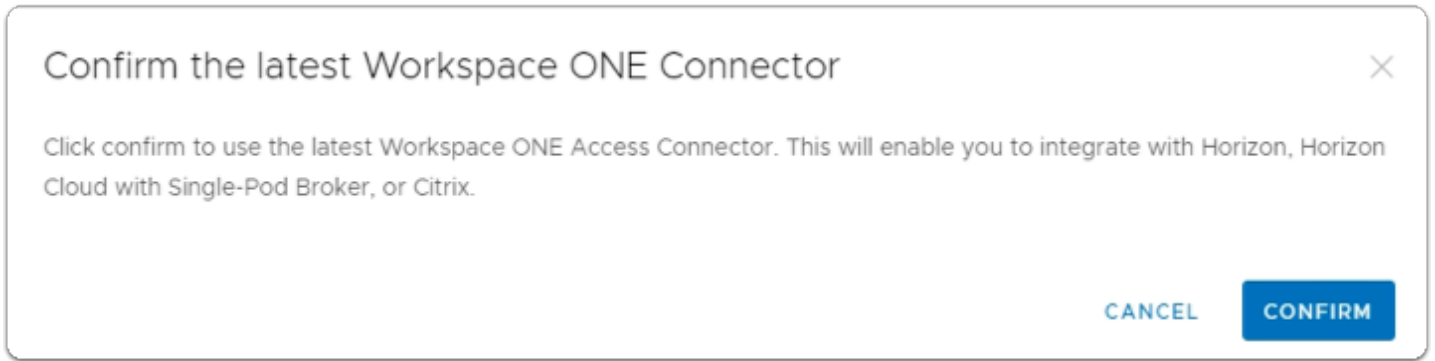 Confirm the latest Workspace ONE Connector
Click confirm to use the latest Workspace ONE Access Connector. This will enable you to integrate with Horizon, Horizon
Cloud with Single-Pod Broker, or Citrix.
CANCEL CONFIRM